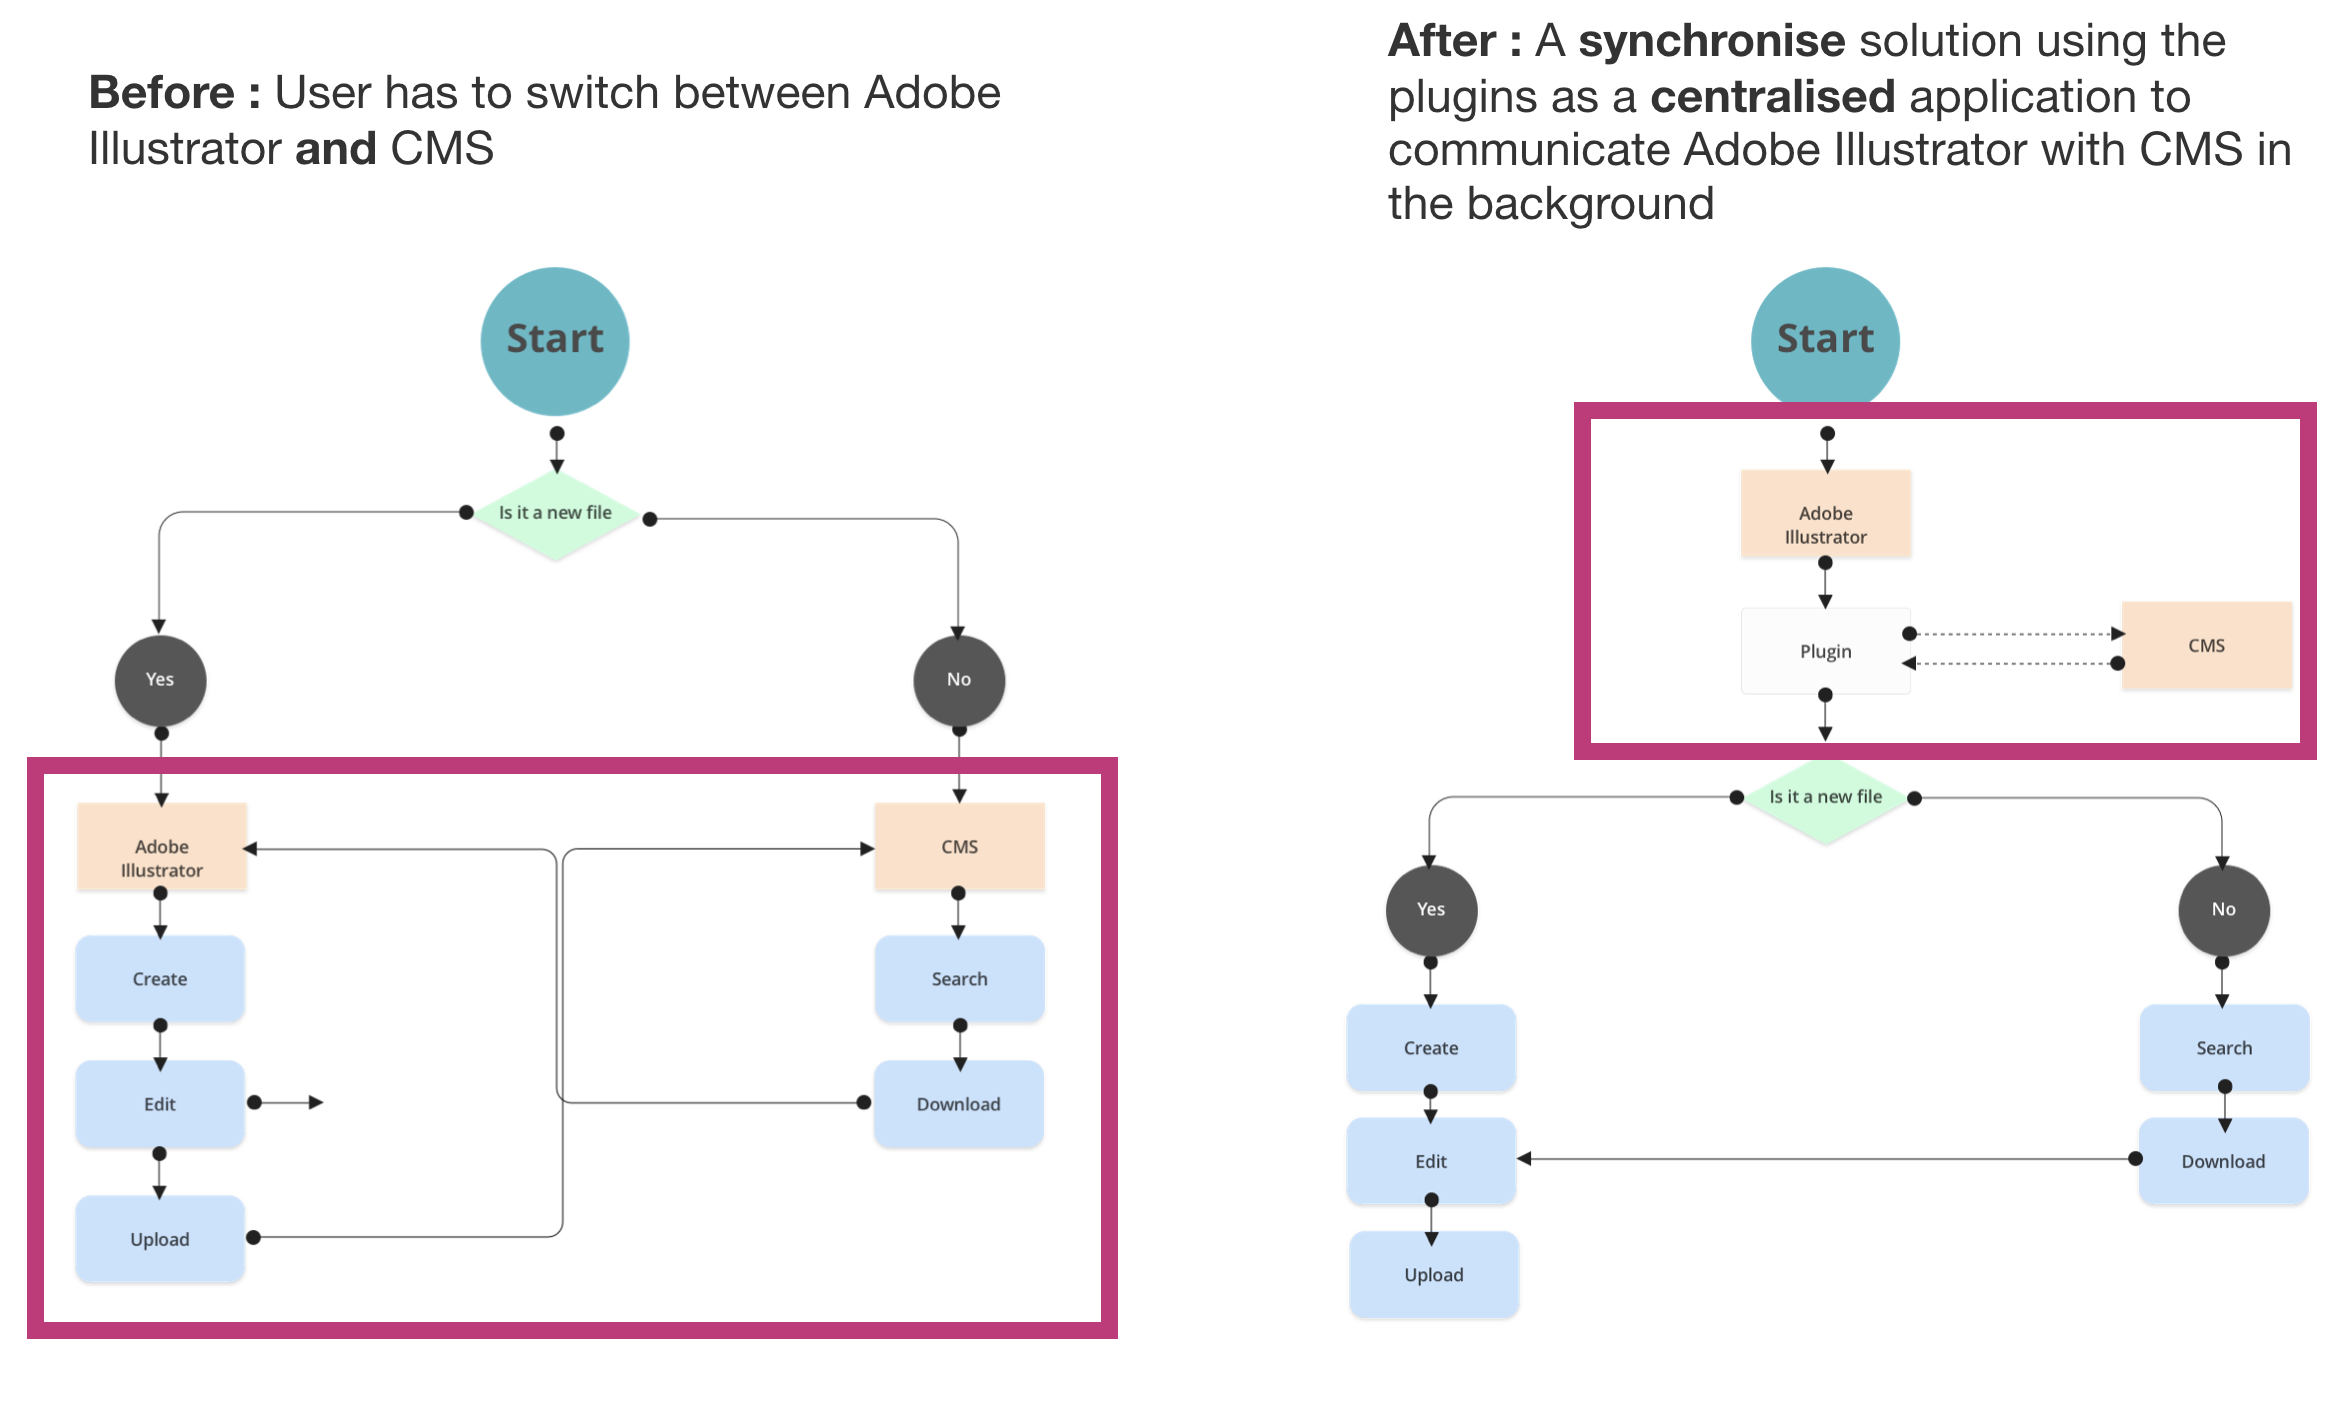 Before : User has to switch between Adobe
Illustrator and CMS
Start
Is it a new file
Yes
No
Adobe
Illustrator
CMS
Create
Search
Edit
Download
Upload
After : A synchronise solution using the
plugins as a centralised application to
communicate Adobe Illustrator with CMS in
the background
Start
Adobe
Illustrator
Plugin
CMS
Is it a new file
Yes
No
Create
Search
Edit
Download
Upload